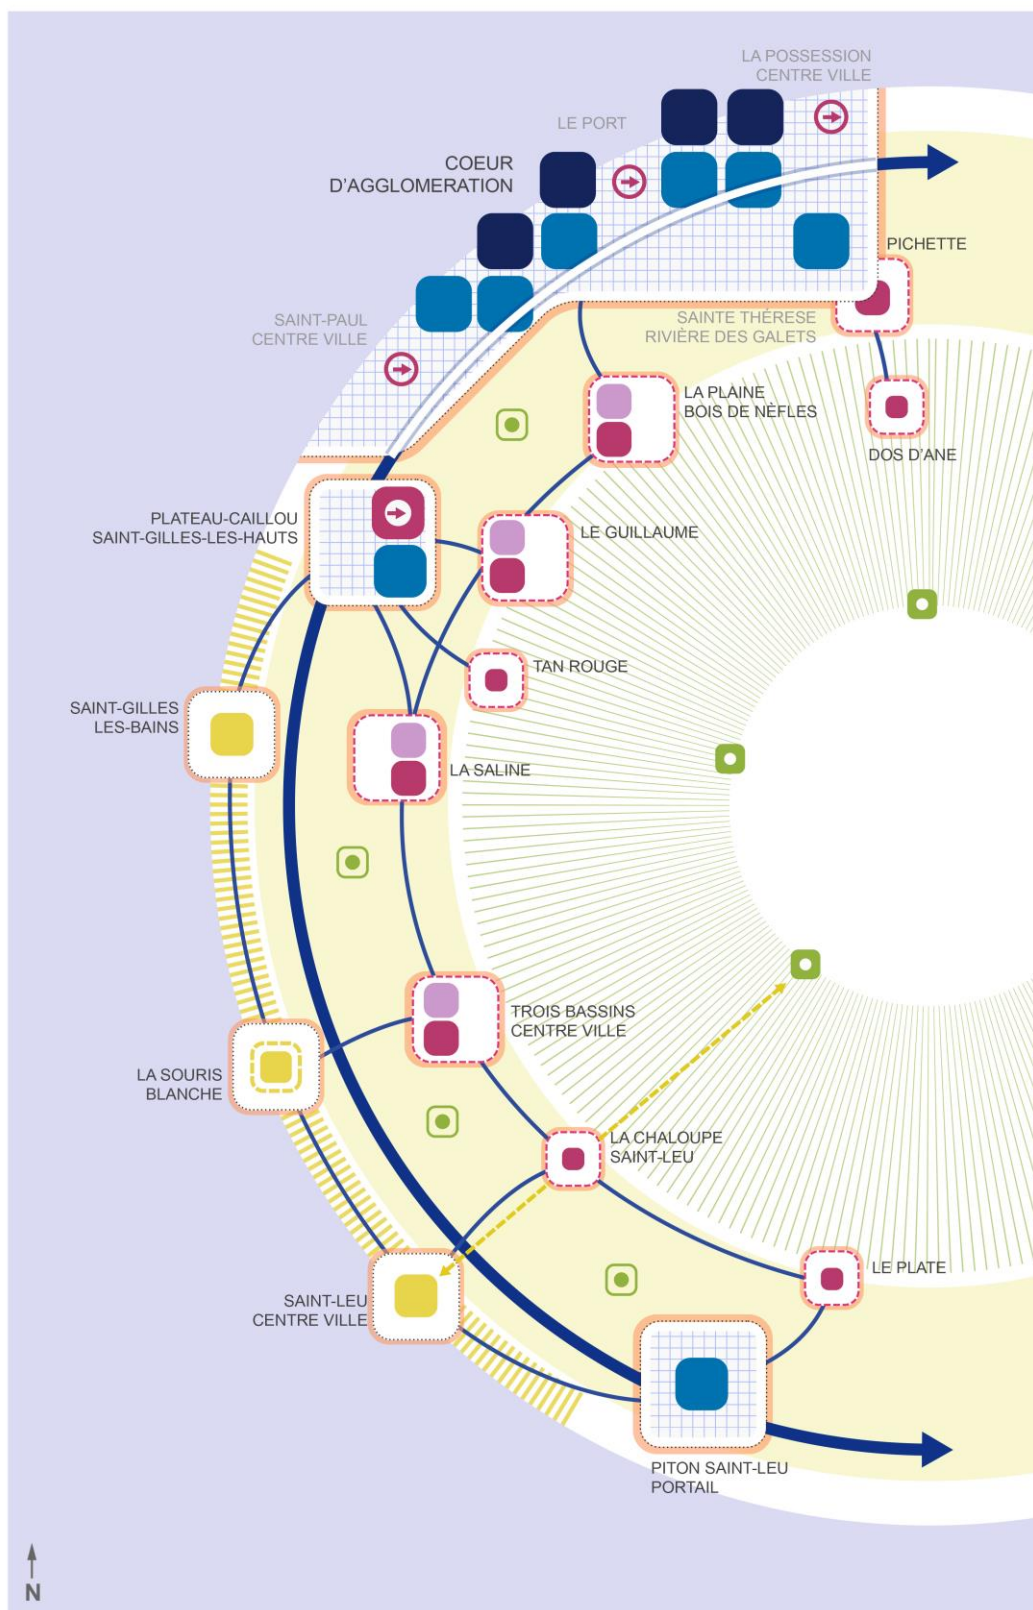 LA POSSESSION
CENTRE VILLE
LE PORT
COEUR
D'AGGLOMERATION
PICHETTE
SAINT-PAUL
CENTRE VILLE
SAINTE THÉRESE
RIVIÈRE DES GALETS
LA PLAINE
BOIS DE NÈFLES
DOS D'ANE
PLATEAU-CAILLOU
SAINT-GILLES-LES-HAUTS
LE GUILLAUME
TAN ROUGE
SAINT-GILLES
LES-BAINS
LA SALINE
TROIS BASSINS
CENTRE VILLE
LA SOURIS
BLANCHE
LA CHALOUPE
SAINT-LEU
LE PLATE
SAINT-LEU
CENTRE VILLE
PITON SAINT-LEU
PORTAIL
N